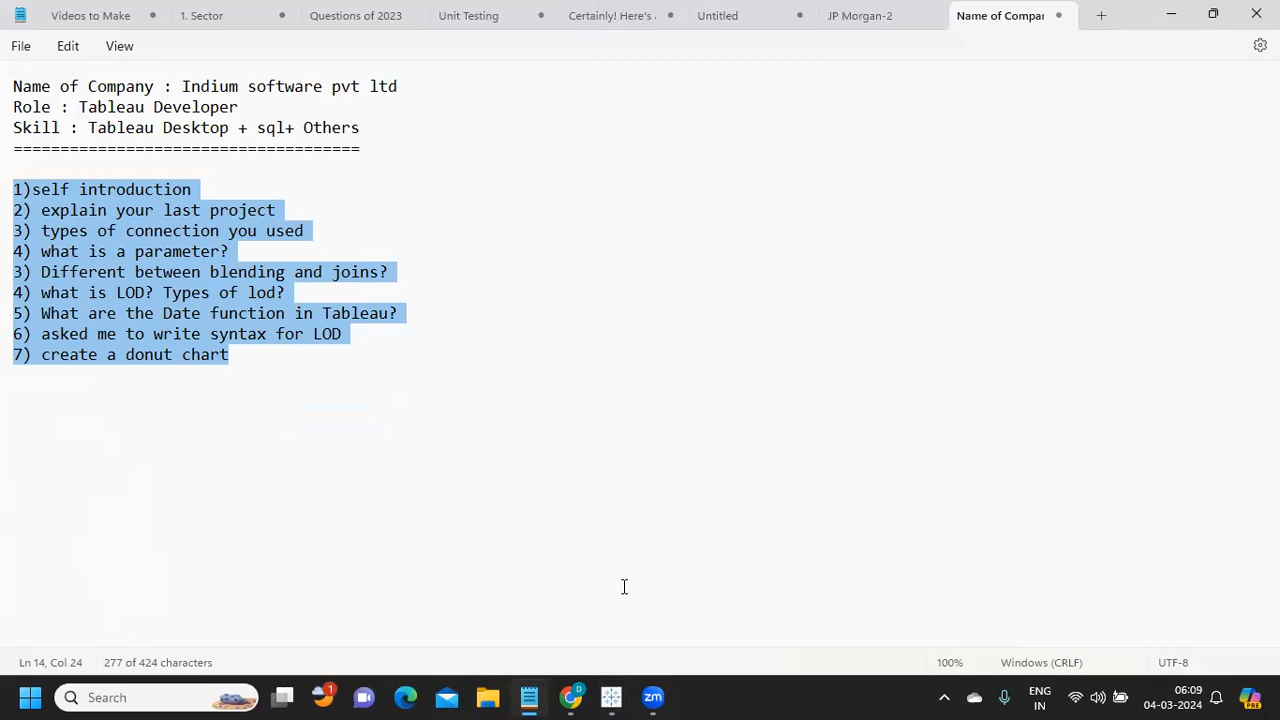 Videos to Make
1. Sector
Questions of 2023
Unit Testing
Certainly! Here's
Untitled
JP Morgan-2
Name of Compar
File
Edit
View
Name of Company : Indium software pvt ltd
Role : Tableau Developer
Skill : Tableau Desktop + sql+ Others
=====================================
1)self introduction
2) explain your last project
3) types of connection you used
4) what is a parameter?
3) Different between blending and joins?
4) what is LOD? Types of lod?
5) What are the Date function in Tableau?
6) asked me to write syntax for LOD
7) create a donut chart
Ln 14, Col 24
277 of 424 characters
100%
Windows (CRLF)
UTF-8
Search
1
D
zm
ENG
IN
06:09
04-03-2024
PRE